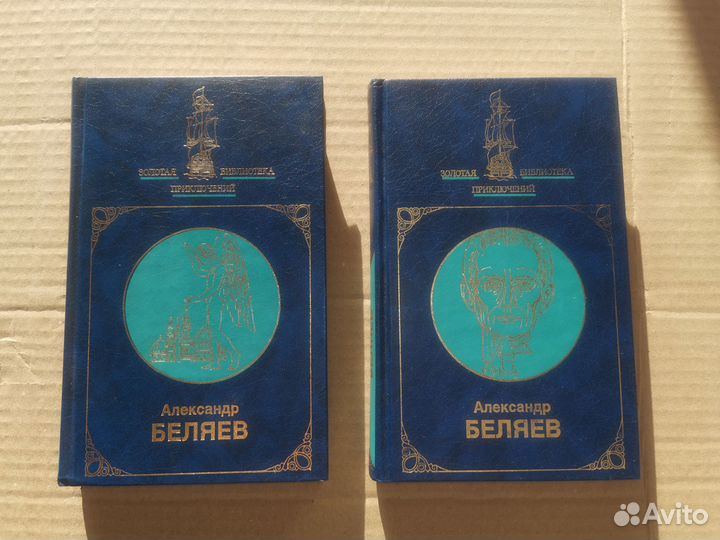 ЗОЛОТАЯ БИБЛИОТЕКА
ПРИКЛЮЧЕНИЙ
Александр
БЕЛЯЕВ
ЗОЛОТАЯ БИБЛИОТЕКА
ПРИКЛЮЧЕНИЙ
Александр
БЕЛЯЕВ
Avito